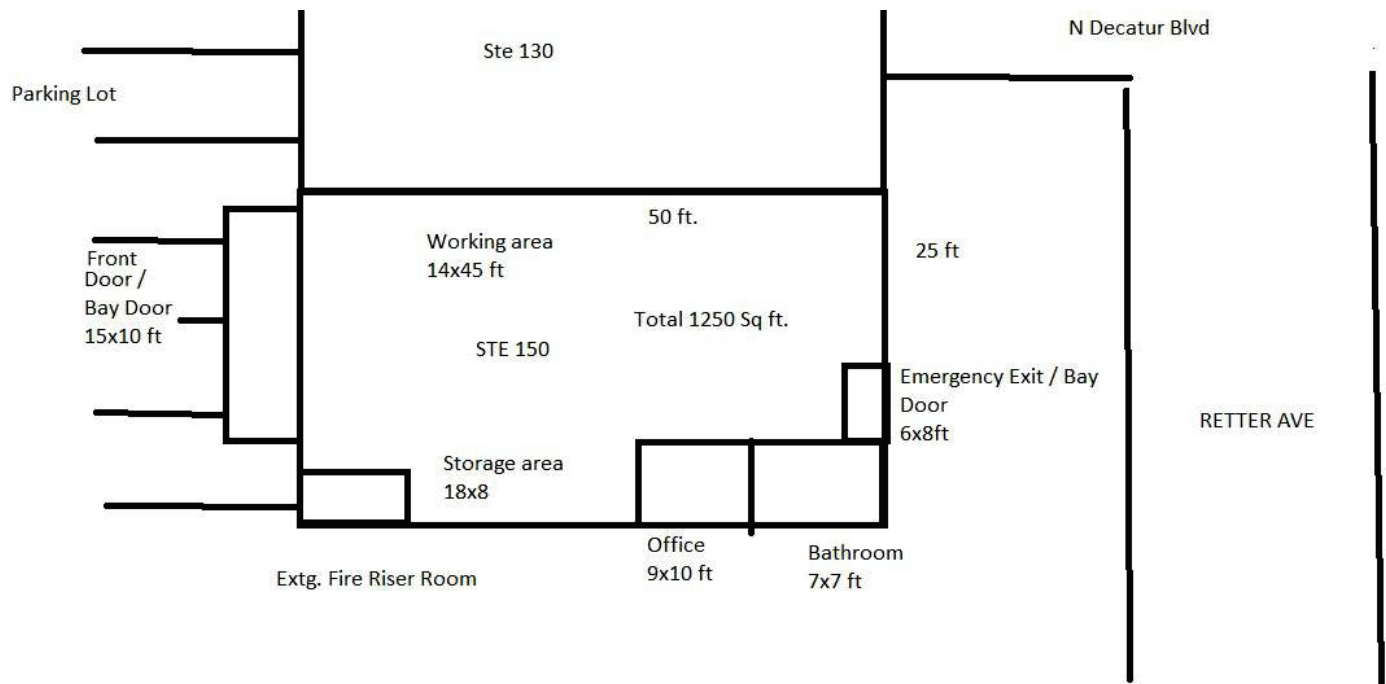 N Decatur Blvd
Ste 130
Parking Lot
50 ft.
Working area
14x45 ft
25 ft
Front
Door /
Bay Door
15x10 ft
Total 1250 Sq ft.
STE 150
Emergency Exit / Bay
Door
6x8ft
RETTER AVE
Storage area
18x8
Office
9x10 ft
Bathroom
7x7 ft
Extg. Fire Riser Room